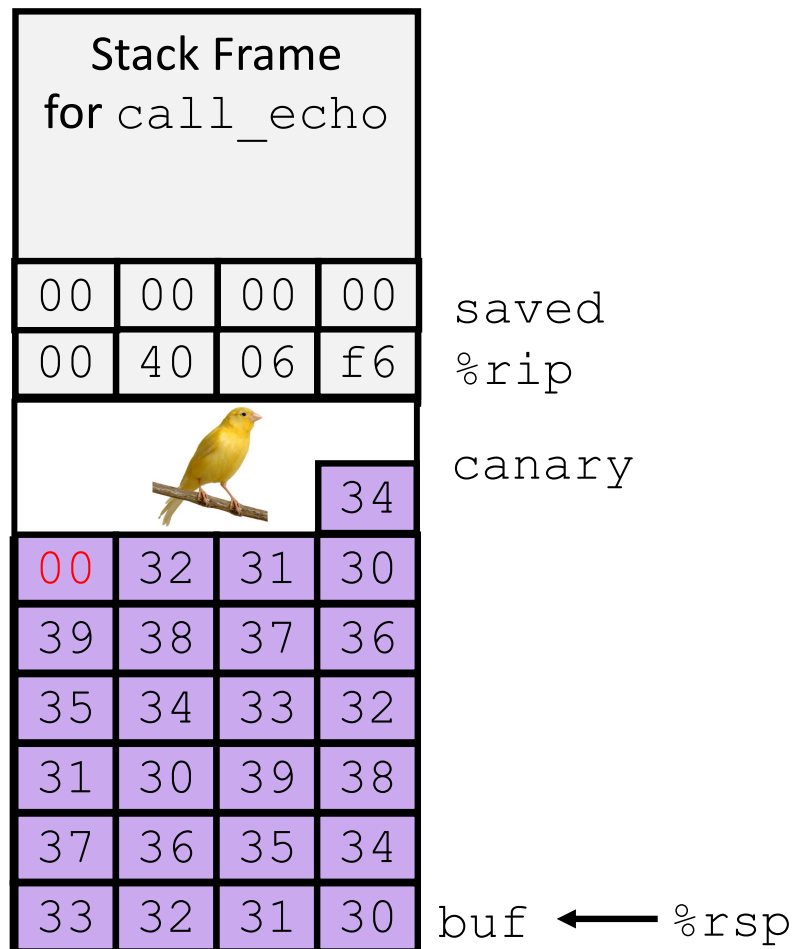 Stack Frame
for call_echo
00 00 00 00
saved
00 40 06 f6
%rip
canary
34
00 32 31 30
39 38 37 36
35 34 33 32
31 30 39 38
37 36 35 34
33 32 31 30
buf
%rsp